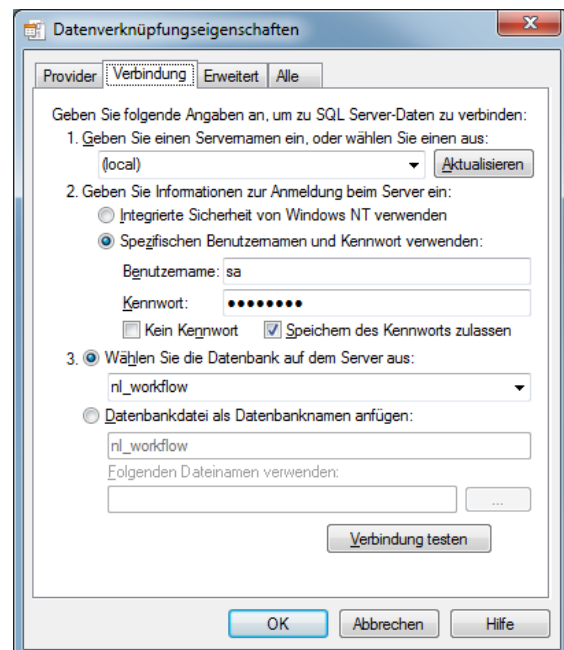 Datenverknüpfungseigenschaften
Provider Verbindung Erweitert Alle
Geben Sie folgende Angaben an, um zu SQL Server-Daten zu verbinden:
1. Geben Sie einen Servernamen ein, oder wählen Sie einen aus:
(local) Aktualisieren
2. Geben Sie Informationen zur Anmeldung beim Server ein:
Integrierte Sicherheit von Windows NT verwenden
Spezifischen Benutzernamen und Kennwort verwenden:
Benutzername: sa
Kennwort: ●●●●●●●●
Kein Kennwort Speichern des Kennworts zulassen
3. Wählen Sie die Datenbank auf dem Server aus:
nl_workflow
Datenbankdatei als Datenbanknamen anfügen:
nl_workflow
Folgenden Dateinamen verwenden:
...
Verbindung testen
OK Abbrechen Hilfe